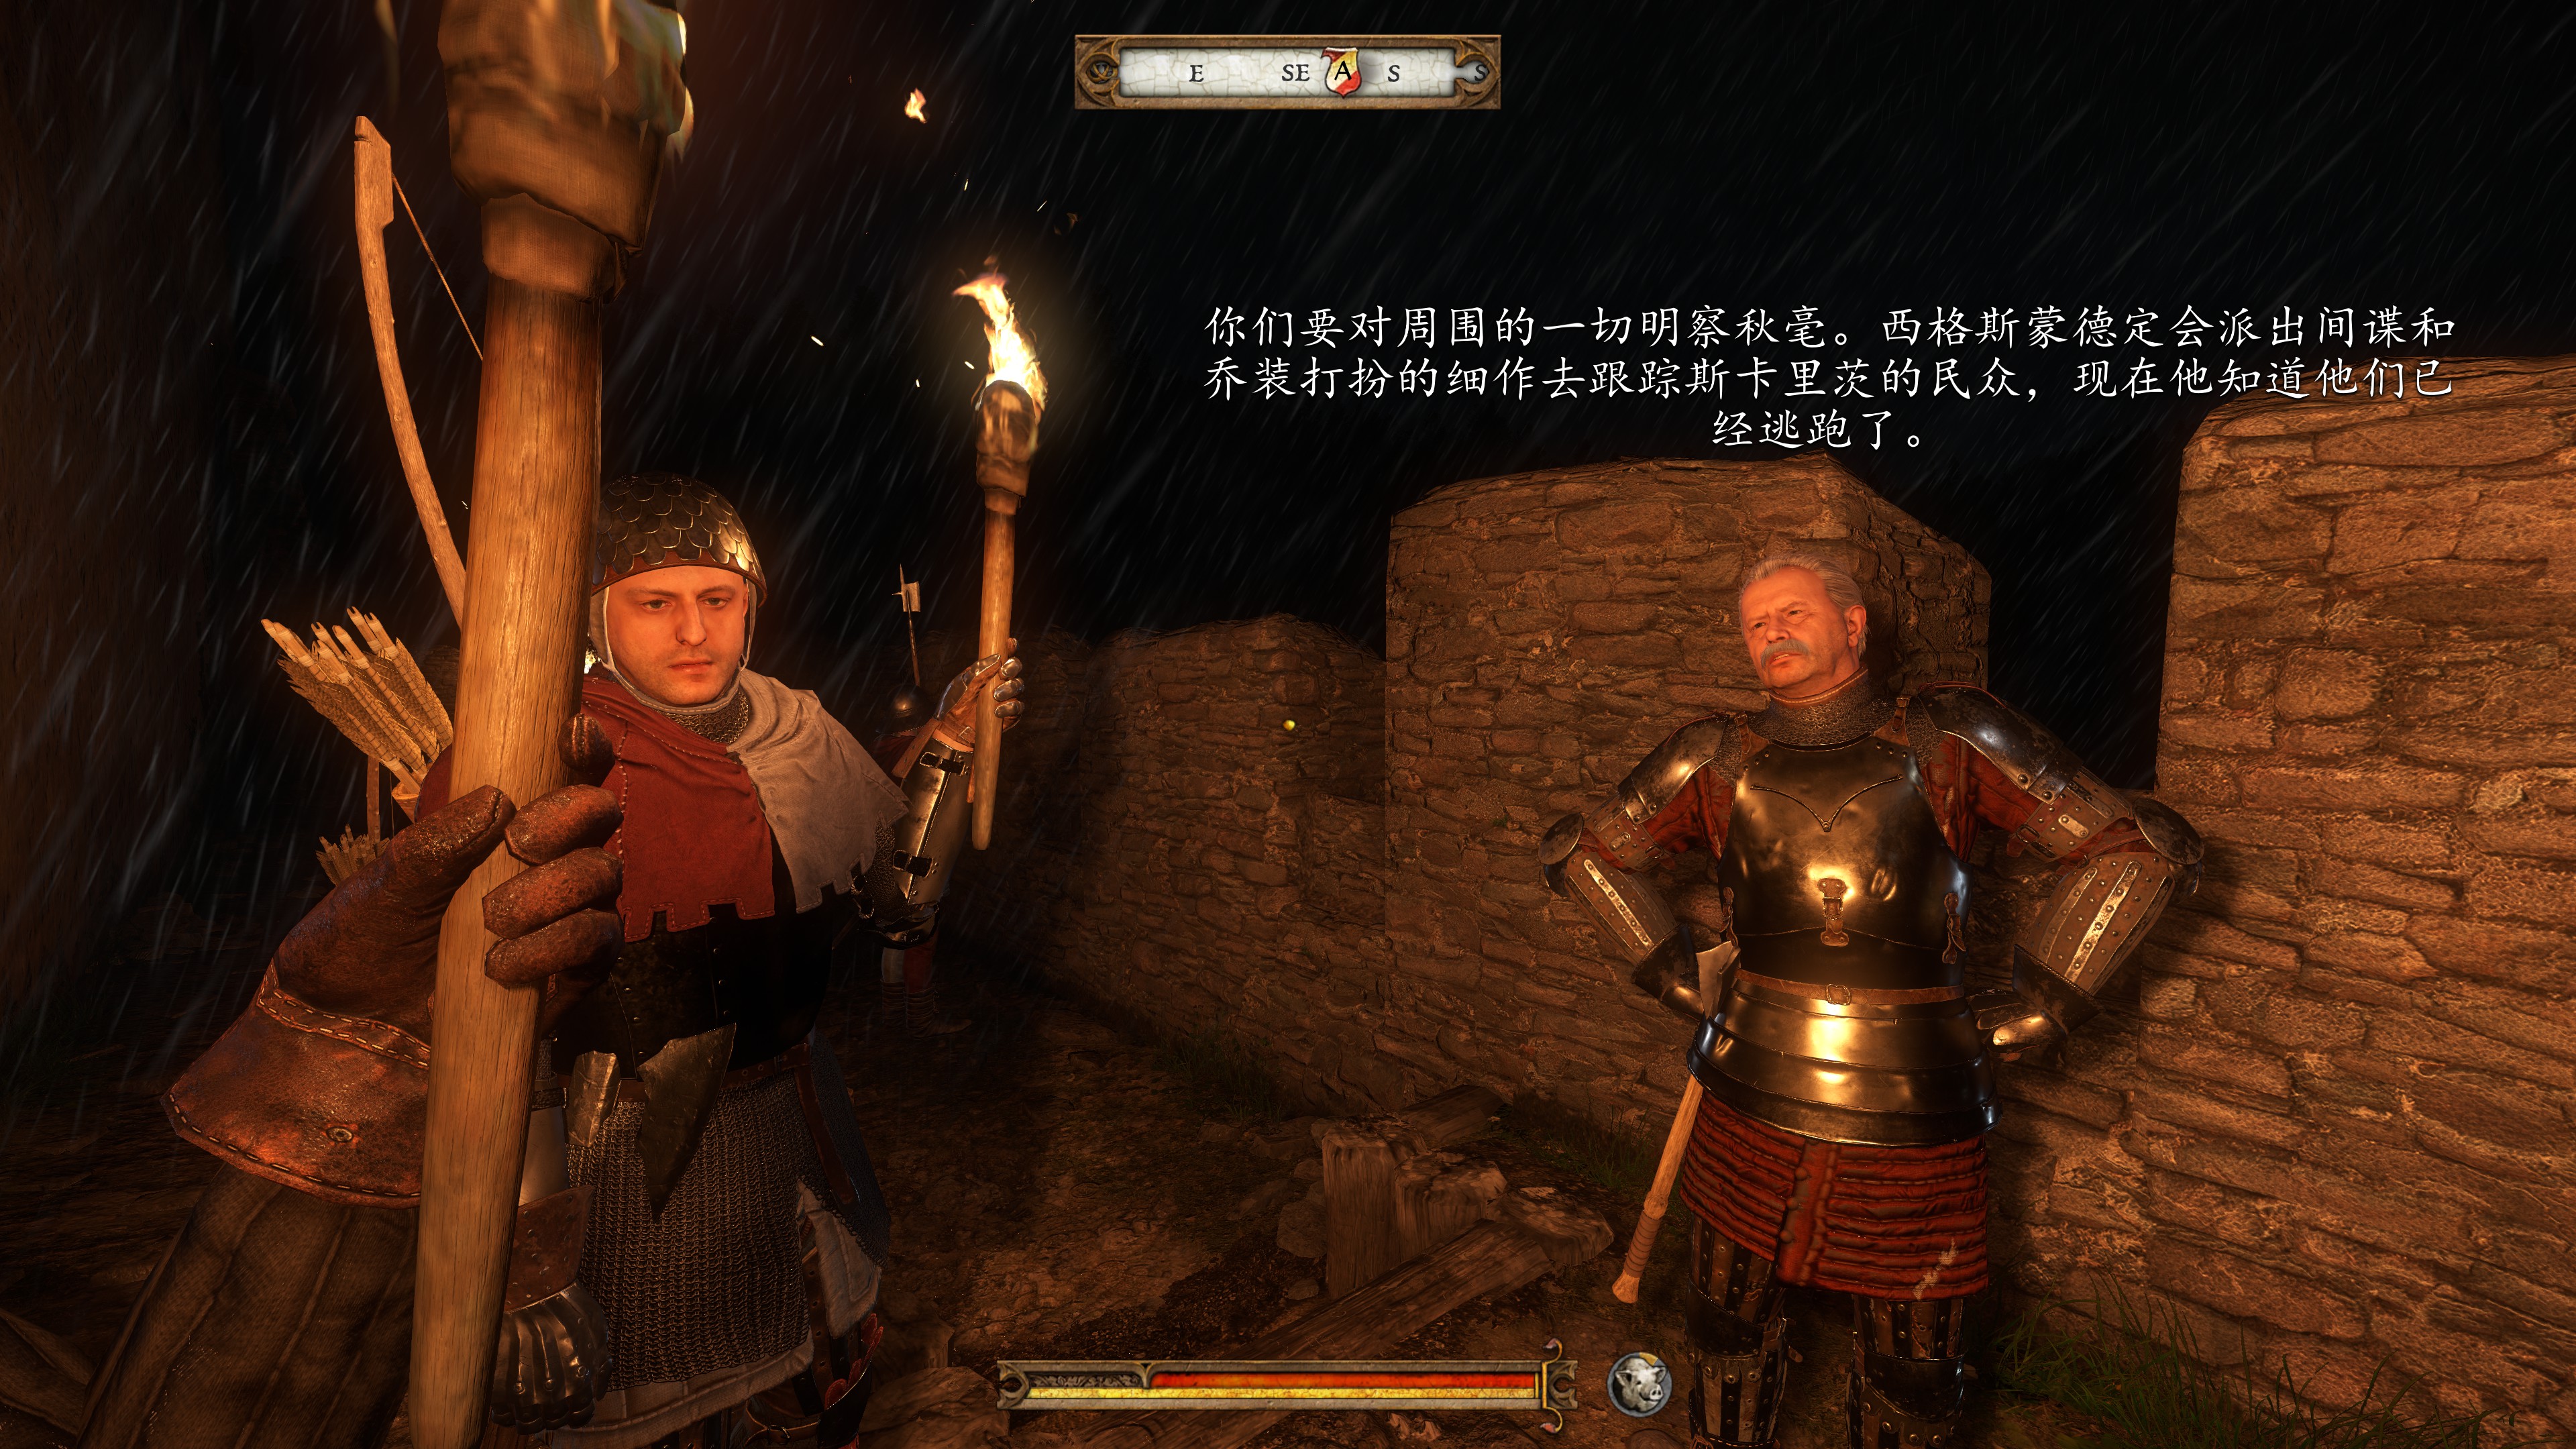 E SE A S S
你们要对周围的一切明察秋毫。西格斯蒙德定会派出间谍和
乔装打扮的细作去跟踪斯卡里茨的民众，现在他知道他们已
经逃跑了。